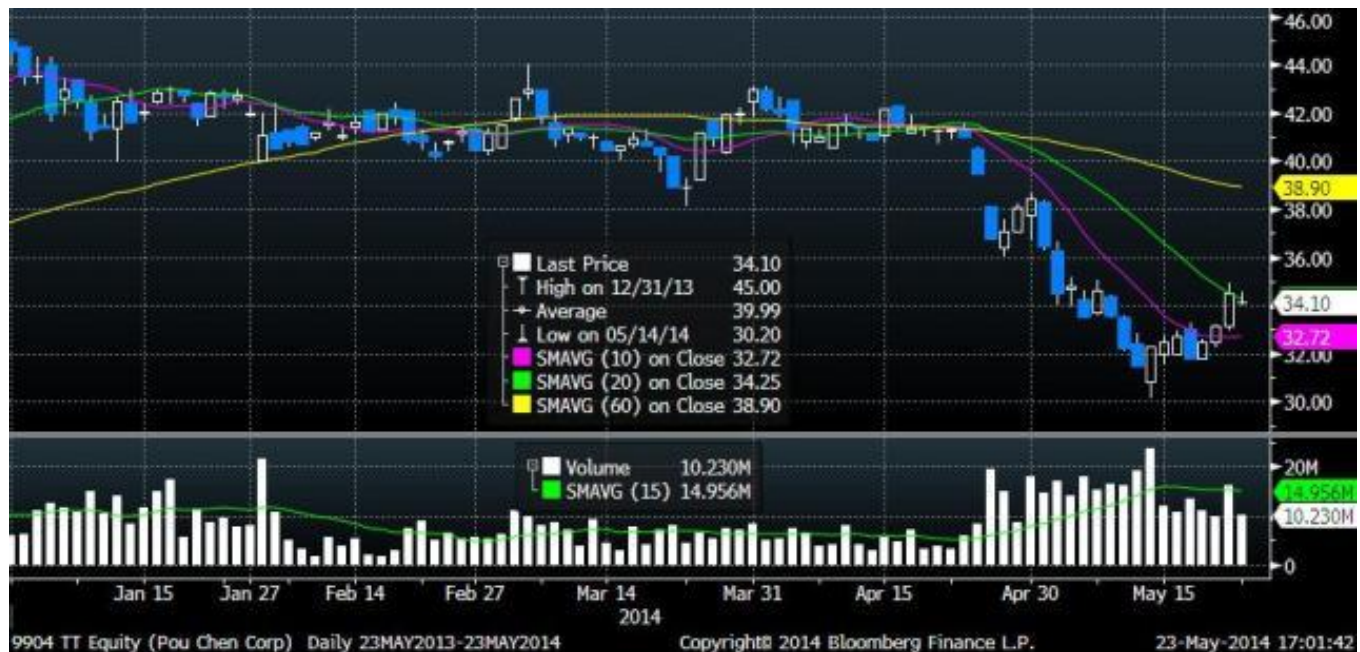 46.00
44.00
42.00
40.00
38.90
38.00
36.00
34.10
32.72
32.00
30.00
Last Price 34.10
High on 12/31/13 45.00
Average 39.99
Low on 05/14/14 30.20
SMAVG (10) on Close 32.72
SMAVG (20) on Close 34.25
SMAVG (60) on Close 38.90
Volume 10.230M
SMAVG (15) 14.956M
20M
14.956M
10.230M
0
Jan 15 Jan 27 Feb 14 Feb 27 Mar 14 Mar 31 Apr 15 Apr 30 May 15
2014
9904 TT Equity (Pou Chen Corp) Daily 23MAY2013-23MAY2014 Copyright© 2014 Bloomberg Finance L.P. 23-May-2014 17:01:42